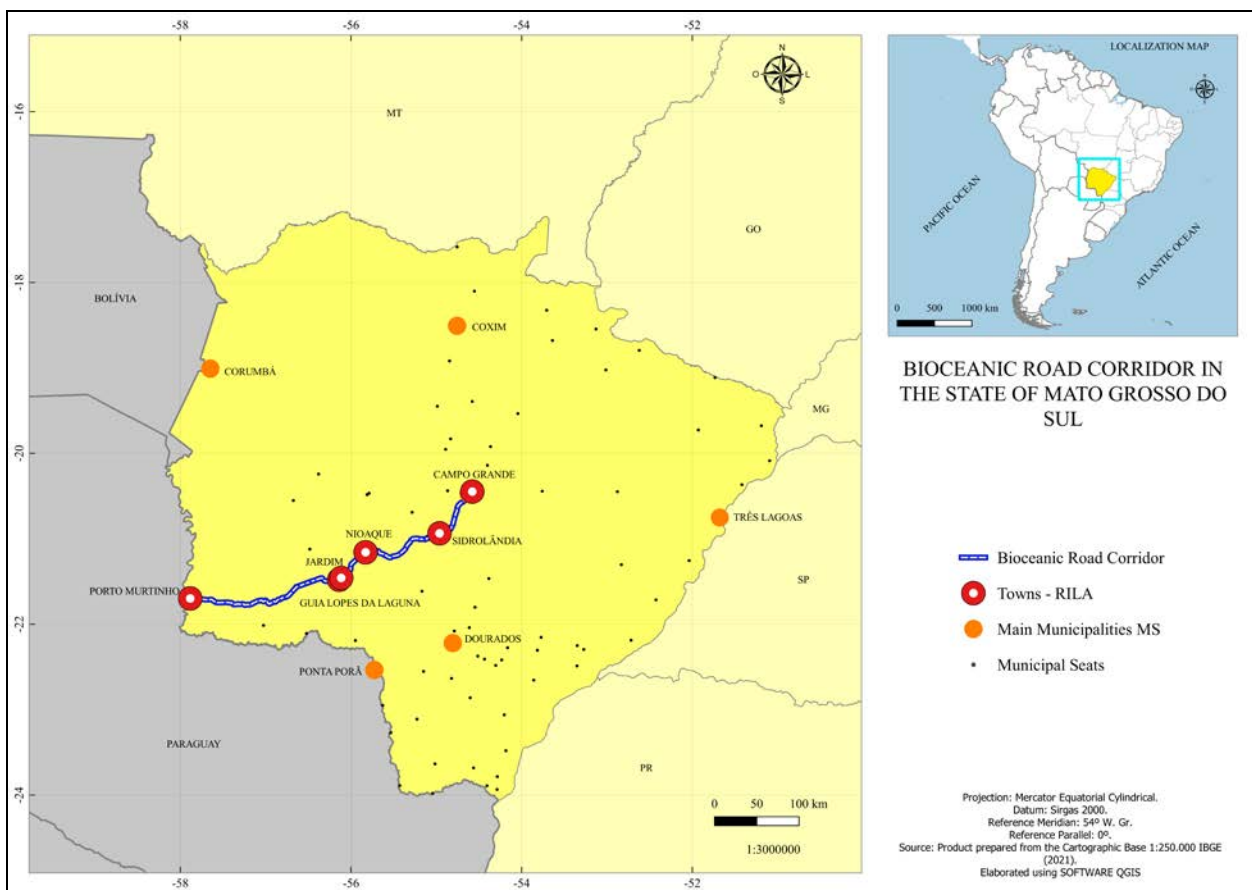 -58
-56
-54
-52
-16
-18
-20
-22
-24
N
O
L
S
MT
GO
MG
SP
PR
BOLÍVIA
PARAGUAY
COXIM
CORUMBÁ
CAMPO GRANDE
TRÊS LAGOAS
SIDROLÂNDIA
NIOAQUE
JARDIM
PORTO MURTINHO
GUIA LOPES DA LAGUNA
DOURADOS
PONTA PORÃ
0 50 100 km
1:3000000
-58
-56
-54
-52
LOCALIZATION MAP
PACIFIC OCEAN
ATLANTIC OCEAN
0 500 1000 km
BIOCEANIC ROAD CORRIDOR IN
THE STATE OF MATO GROSSO DO
SUL
Bioceanic Road Corridor
Towns - RILA
Main Municipalities MS
Municipal Seats
Projection: Mercator Equatorial Cylindrical.
Datum: Sirgas 2000.
Reference Meridian: 54º W. Gr.
Reference Parallel: 0º.
Source: Product prepared from the Cartographic Base 1:250.000 IBGE
(2021).
Elaborated using SOFTWARE QGIS